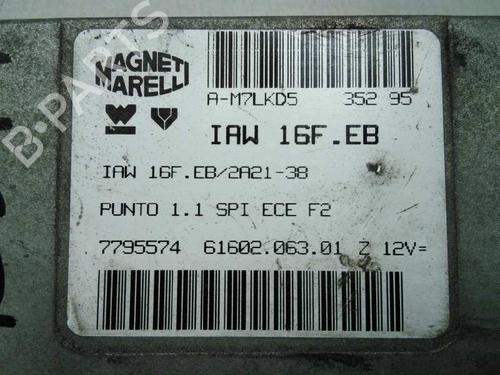 MAGNETI
MARELLI
A-M7LKD5 352 95
IAW 16F.EB
IAW 16F.EB/2A21-38
PUNTO 1.1 SPI ECE F2
7795574 61602.063.01 Z 12V=
B-PARTS